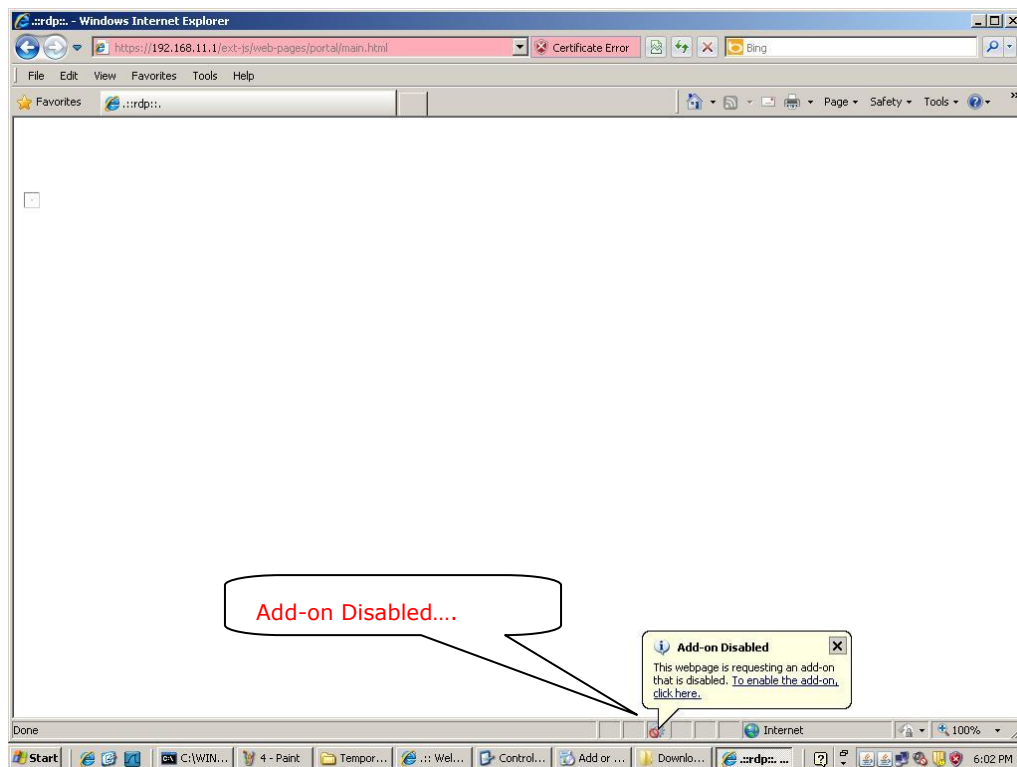 .::rdp::. - Windows Internet Explorer
https://192.168.11.1/ext-js/web-pages/portal/main.html
Certificate Error
Bing
File Edit View Favorites Tools Help
Favorites
.::rdp::.
Page Safety Tools
Add-on Disabled....
Add-on Disabled
This webpage is requesting an add-on
that is disabled. To enable the add-on,
click here.
Done
Internet
100%
Start
C:\WIN...
4 - Paint
Tempor...
.:: Wel...
Control...
Add or ...
Downlo...
.::rdp::. ...
6:02 PM